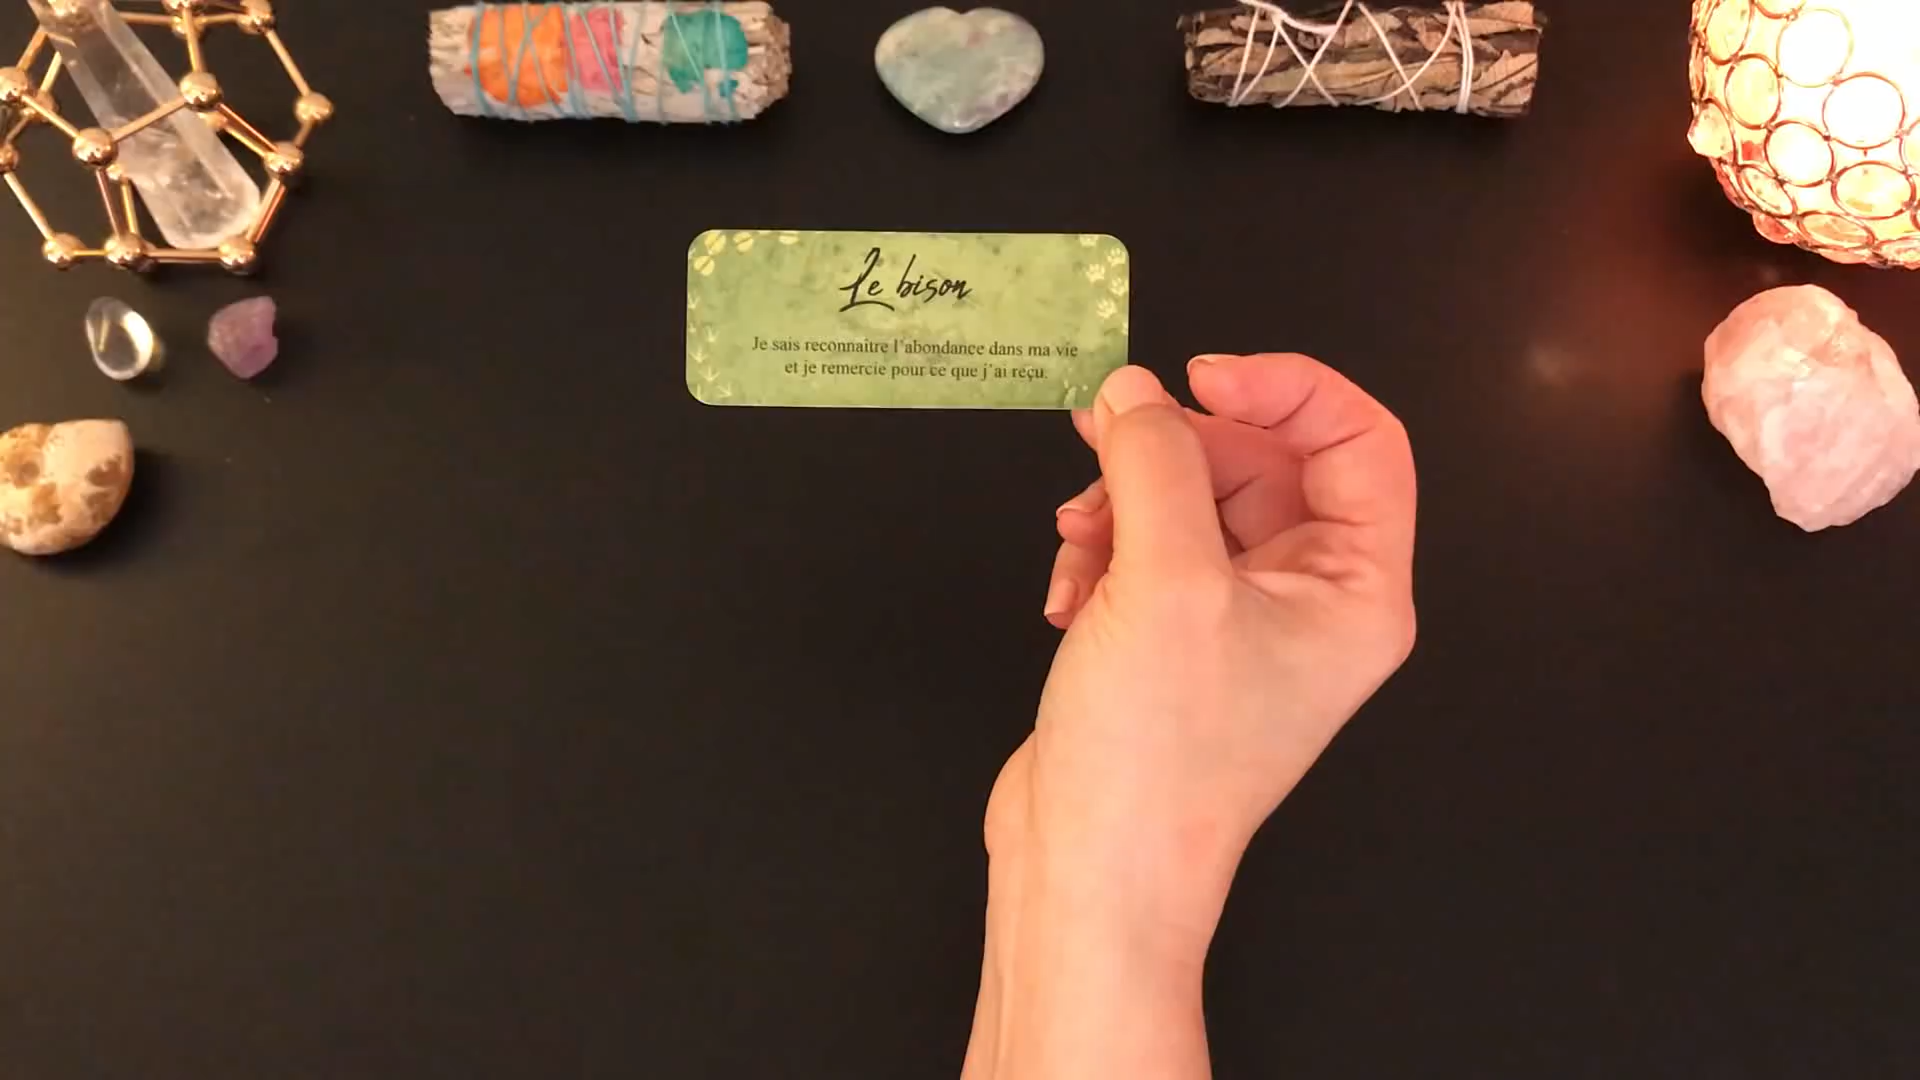 Le bison
Je sais reconnaître l'abondance dans ma vie
et je remercie pour ce que j'ai reçu.